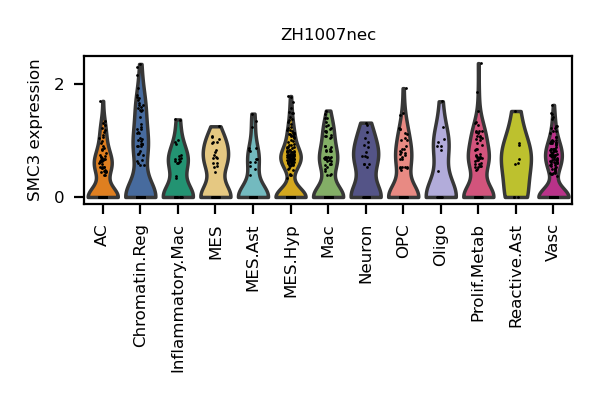 ZH1007nec
SMC3 expression
2
0
AC
Chromatin.Reg
Inflammatory.Mac
MES
MES.Ast
MES.Hyp
Mac
Neuron
OPC
Oligo
Prolif.Metab
Reactive.Ast
Vasc